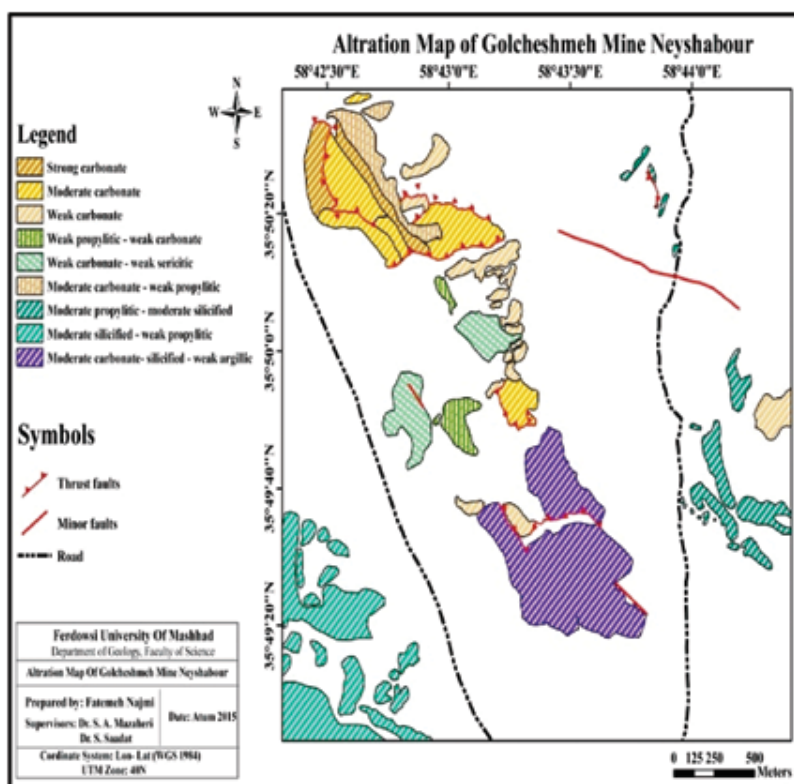 Altration Map of Golcheshmeh Mine Neyshabour
58°42'30"E 58°43'0"E 58°43'30"E 58°44'0"E
N
W E
S
Legend
Strong carbonate
Moderate carbonate
Weak carbonate
Weak propylitic - weak carbonate
Weak carbonate - weak sericitic
Moderate carbonate - weak propylitic
Moderate propylitic - moderate silicified
Moderate silicified - weak propylitic
Moderate carbonate- silicified - weak argillic
Symbols
Thrust faults
Minor faults
Road
35°50'20"N
35°50'0"N
35°49'40"N
35°49'20"N
Ferdowsi University Of Mashhad
Department of Geology, Faculty of Science
Altration Map Of Golcheshmeh Mine Neyshabour
Prepared by: Fatemeh Najmi
Supervisors: Dr. S. A. Mazaheri
Dr. S. Saadat
Date: Atum 2015
Cordinate System: Lon- Lat (WGS 1984)
UTM Zone: 40N
0 125 250 500
Meters